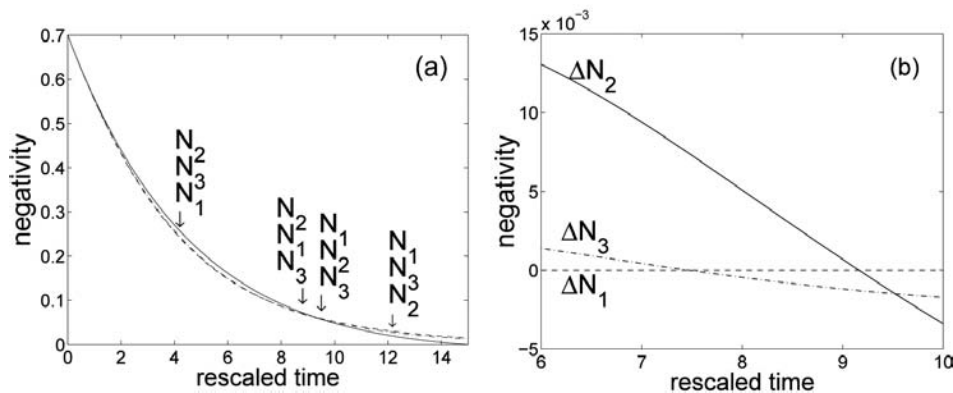 0.7
0.6
0.5
0.4
0.3
0.2
0.1
0
negativity
(a)
N2
N3
N1
↓
N2
N1
N3
↓
N1
N2
N3
↓
N1
N3
N2
↓
0 2 4 6 8 10 12 14
rescaled time
x 10−3
15
10
5
0
−5
negativity
(b)
ΔN2
ΔN3
ΔN1
6 7 8 9 10
rescaled time